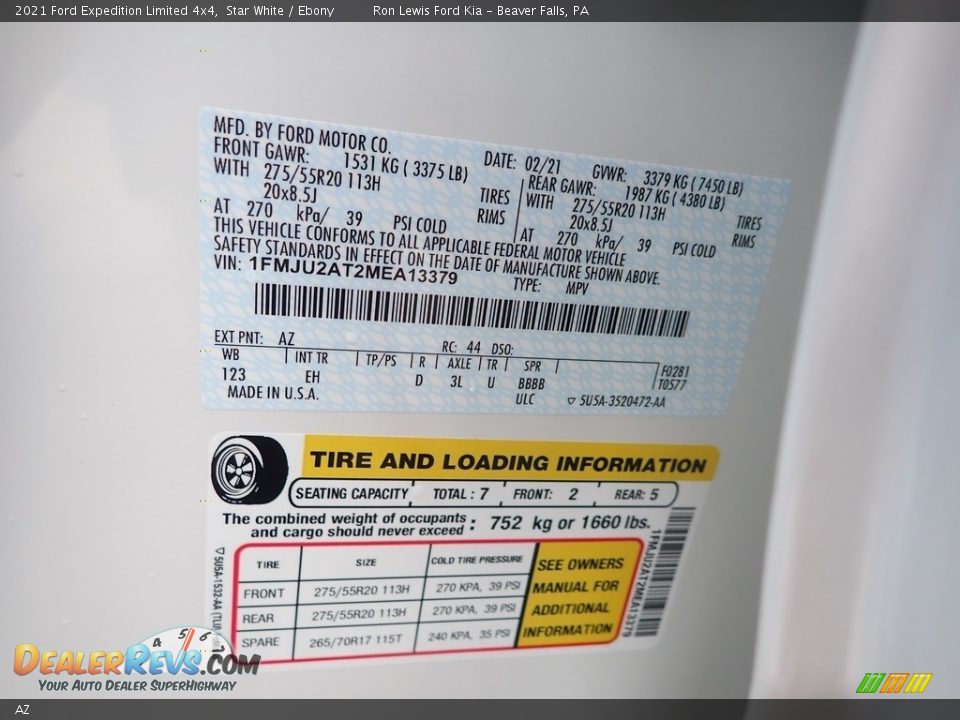 2021 Ford Expedition Limited 4x4, Star White / Ebony Ron Lewis Ford Kia - Beaver Falls, PA
MFD. BY FORD MOTOR CO. DATE: 02/21 GVWR: 3379 KG ( 7450 LB)
FRONT GAWR: 1531 KG ( 3375 LB) REAR GAWR: 1987 KG ( 4380 LB)
WITH 275/55R20 113H TIRES WITH 275/55R20 113H TIRES
20x8.5J RIMS 20x8.5J RIMS
AT 270 kPa/ 39 PSI COLD AT 270 kPa/ 39 PSI COLD
THIS VEHICLE CONFORMS TO ALL APPLICABLE FEDERAL MOTOR VEHICLE
SAFETY STANDARDS IN EFFECT ON THE DATE OF MANUFACTURE SHOWN ABOVE.
VIN: 1FMJU2AT2MEA13379 TYPE: MPV
EXT PNT: AZ RC: 44 DSO:
WB INT TR TP/PS R AXLE TR SPR F0281
123 EH D 3L U BBBB T0577
MADE IN U.S.A. ULC ▽ 5U5A-3520472-AA
TIRE AND LOADING INFORMATION
SEATING CAPACITY TOTAL : 7 FRONT: 2 REAR: 5
The combined weight of occupants
and cargo should never exceed : 752 kg or 1660 lbs.
TIRE SIZE COLD TIRE PRESSURE
FRONT 275/55R20 113H 270 KPA, 39 PSI
REAR 275/55R20 113H 270 KPA, 39 PSI
SPARE 265/70R17 115T 240 KPA, 35 PSI
SEE OWNERS
MANUAL FOR
ADDITIONAL
INFORMATION
1FMJU2AT2MEA13379
▽ 5U5A-1532-AA (TLU
4 5 6 7
DEALERREVS.COM
YOUR AUTO DEALER SUPERHIGHWAY
AZ